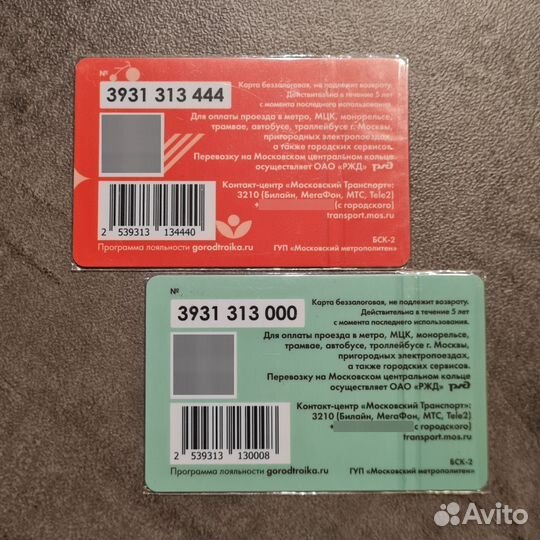 №
3931 313 444
Карта беззалоговая, не подлежит возврату.
Действительна в течение 5 лет
с момента последнего использования.
Для оплаты проезда в метро, МЦК, монорельсе,
трамвае, автобусе, троллейбусе г. Москвы,
пригородных электропоездах,
а также городских сервисов.
Перевозку на Московском центральном кольце
осуществляет ОАО «РЖД» РЖД
Контакт-центр «Московский Транспорт»:
3210 (Билайн, МегаФон, МТС, Tele2)
+ (с городского)
transport.mos.ru
2 539313 134440
БСК-2
Программа лояльности gorodtroika.ru ГУП «Московский метрополитен»
№
3931 313 000
Карта беззалоговая, не подлежит возврату.
Действительна в течение 5 лет
с момента последнего использования.
Для оплаты проезда в метро, МЦК, монорельсе,
трамвае, автобусе, троллейбусе г. Москвы,
пригородных электропоездах,
а также городских сервисов.
Перевозку на Московском центральном кольце
осуществляет ОАО «РЖД» РЖД
Контакт-центр «Московский Транспорт»:
3210 (Билайн, МегаФон, МТС, Tele2)
+ (с городского)
transport.mos.ru
2 539313 130008
БСК-2
Программа лояльности gorodtroika.ru ГУП «Московский метрополитен»
Avito